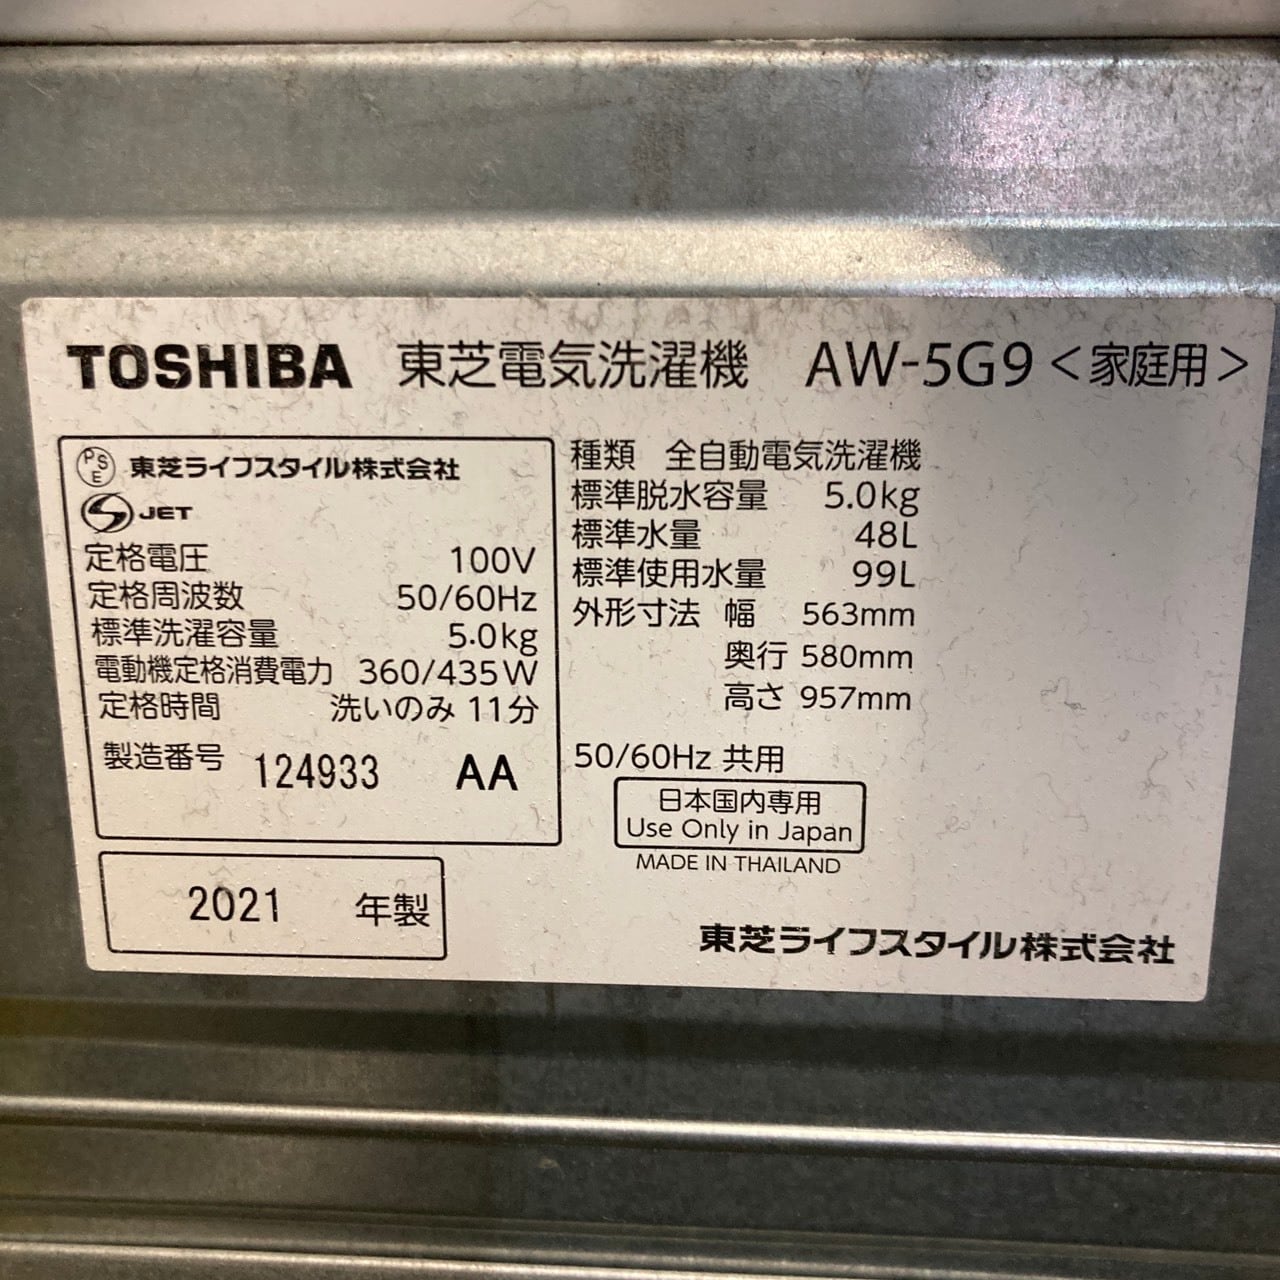 TOSHIBA 東芝電気洗濯機 AW-5G9 <家庭用>
PSE 東芝ライフスタイル株式会社
JET
定格電圧 100V
定格周波数 50/60Hz
標準洗濯容量 5.0kg
電動機定格消費電力 360/435W
定格時間 洗いのみ 11分
製造番号 124933 AA
2021 年製
種類 全自動電気洗濯機
標準脱水容量 5.0kg
標準水量 48L
標準使用水量 99L
外形寸法 幅 563mm
奥行 580mm
高さ 957mm
50/60Hz 共用
日本国内専用
Use Only in Japan
MADE IN THAILAND
東芝ライフスタイル株式会社